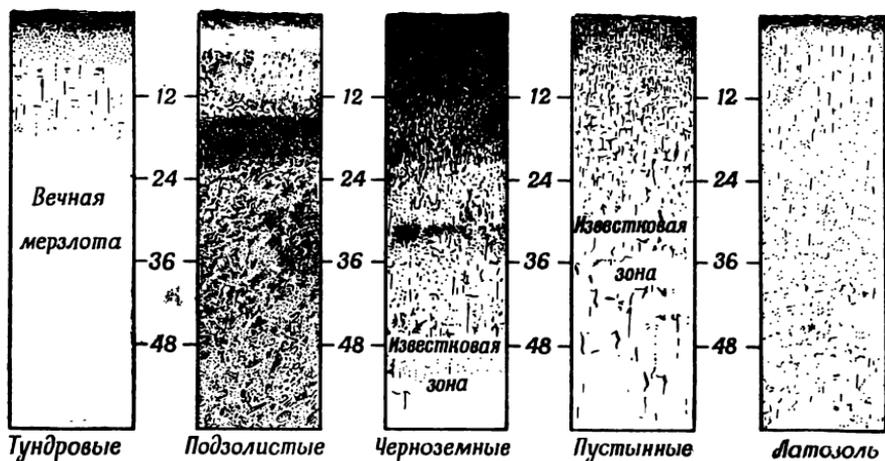 12 12 12 12
24 24 24 24
Вечная
мерзлота
Известковая
зона
36 36 36 36
48 48 48 48
Известковая
зона
Тундровые Подзолистые Черноземные Пустынные Латозоль